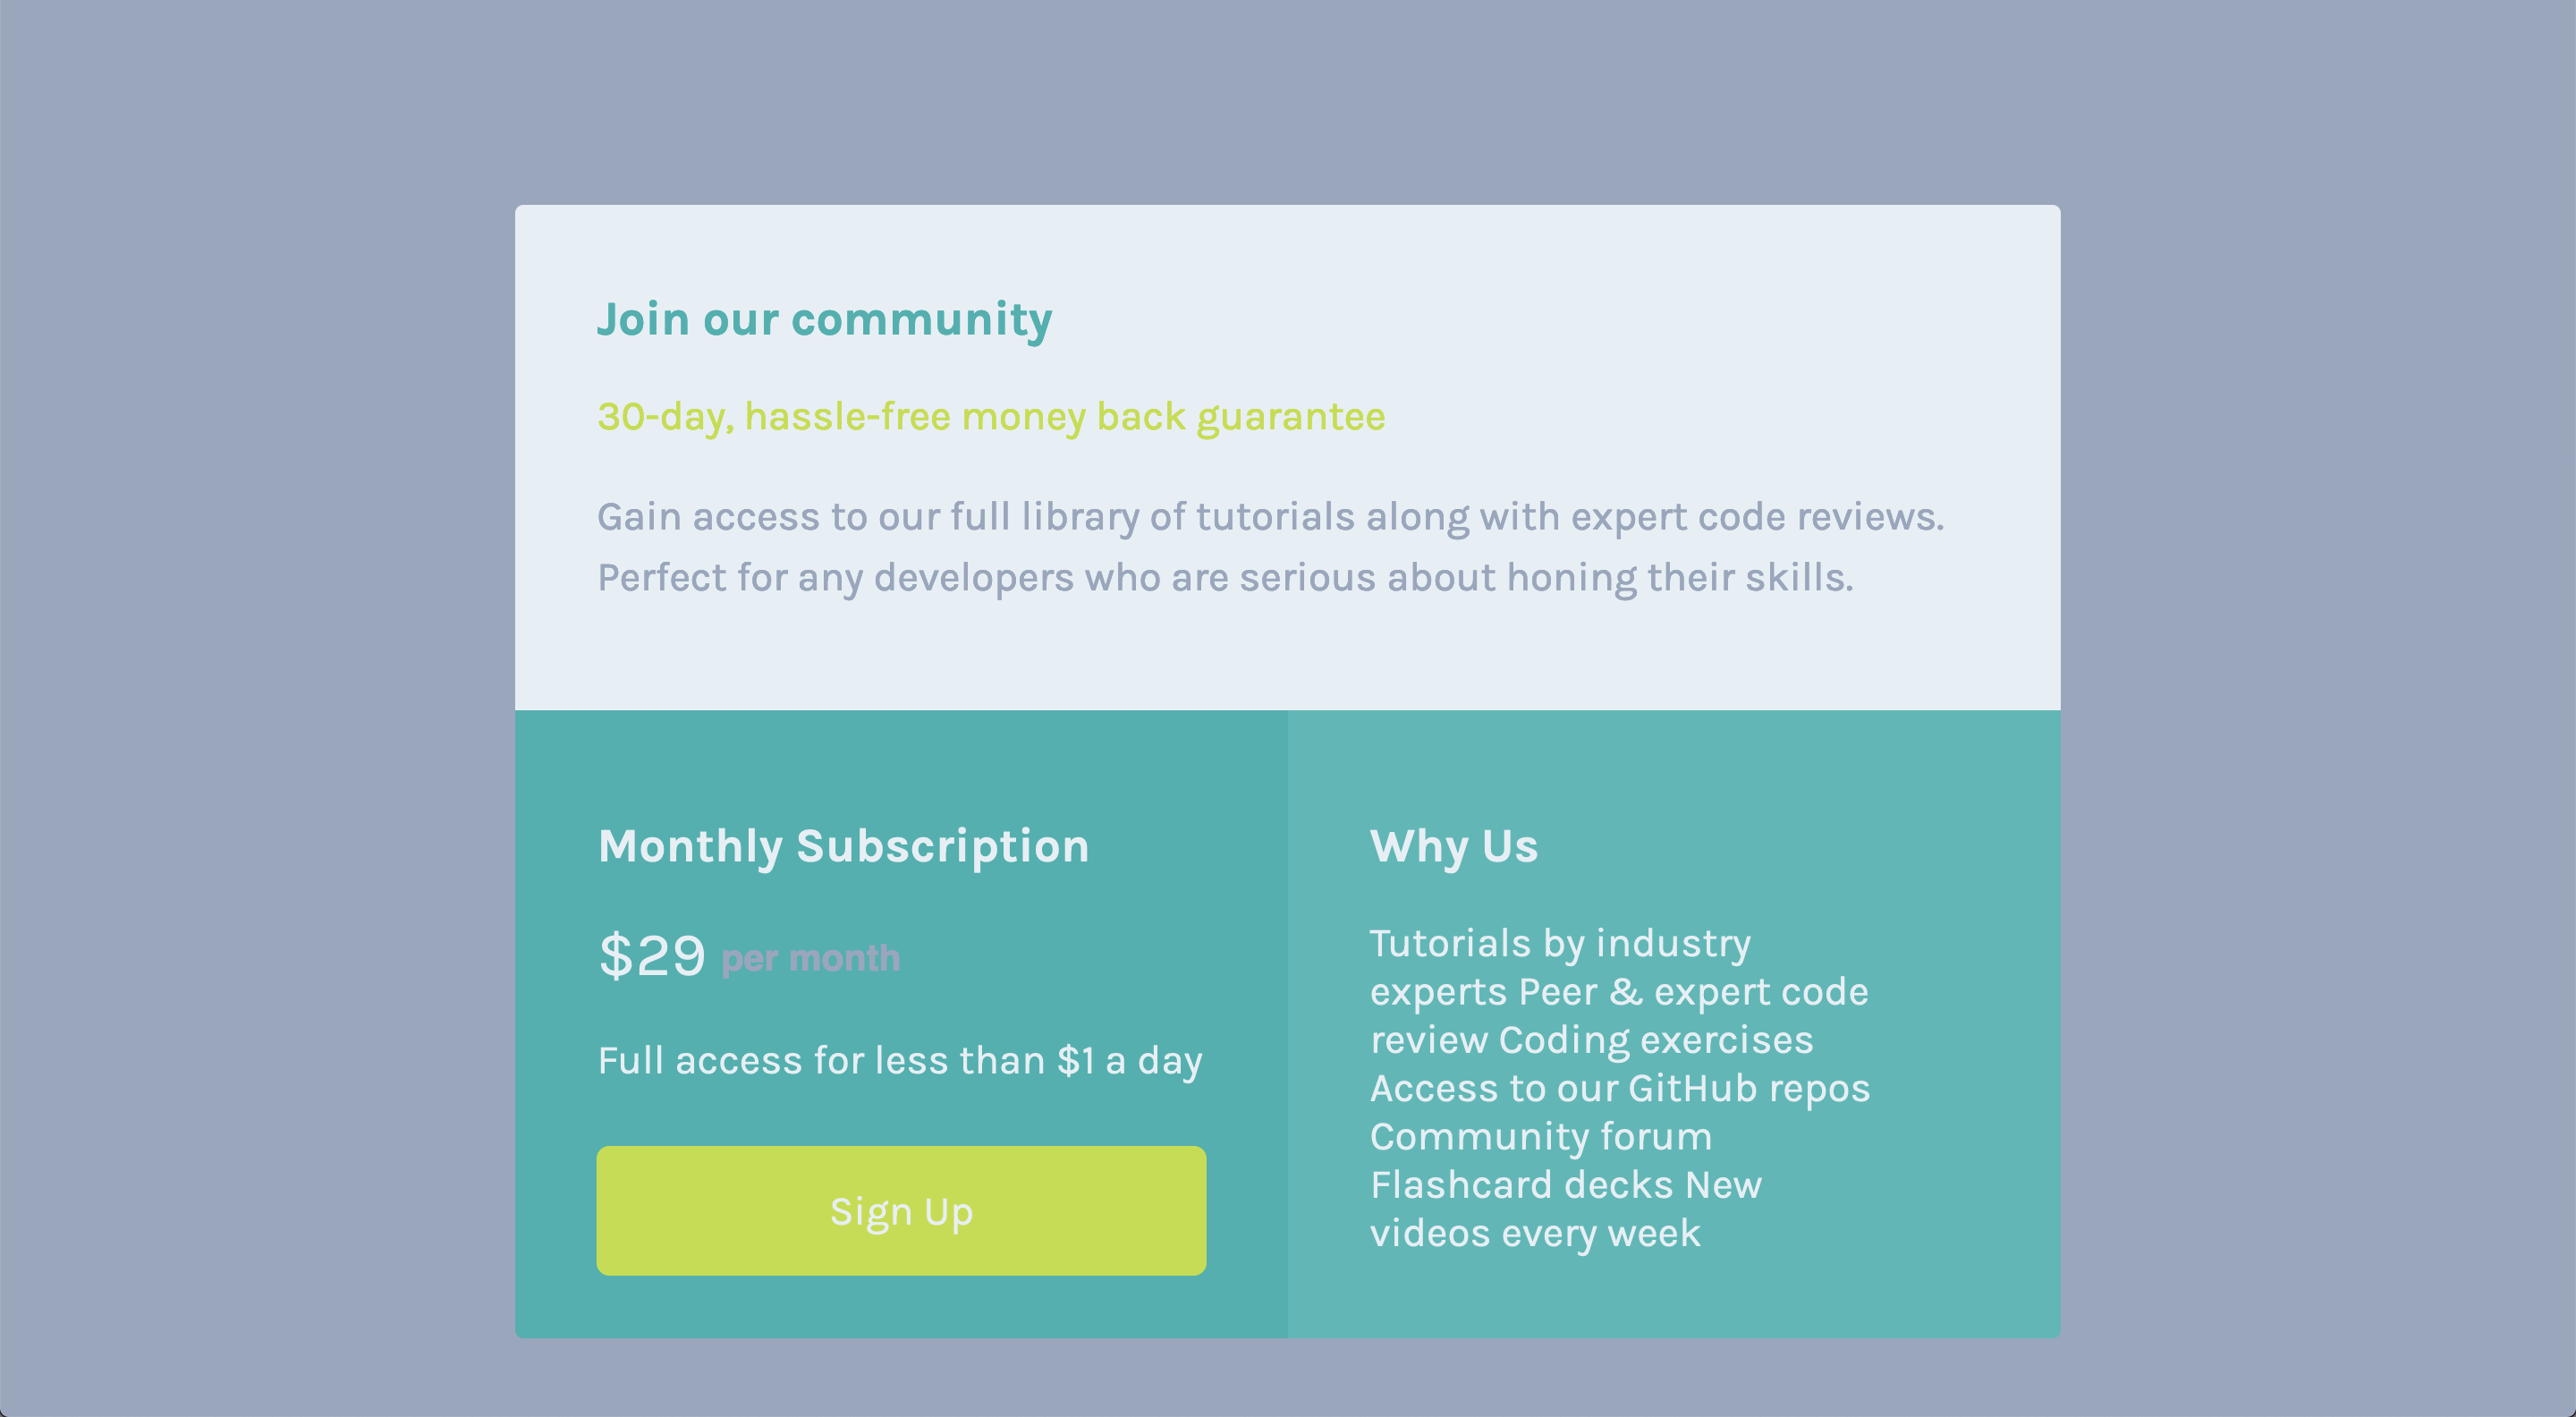 Join our community
30-day, hassle-free money back guarantee
Gain access to our full library of tutorials along with expert code reviews.
Perfect for any developers who are serious about honing their skills.
Monthly Subscription
$29 per month
Full access for less than $1 a day
Sign Up
Why Us
Tutorials by industry
experts Peer & expert code
review Coding exercises
Access to our GitHub repos
Community forum
Flashcard decks New
videos every week